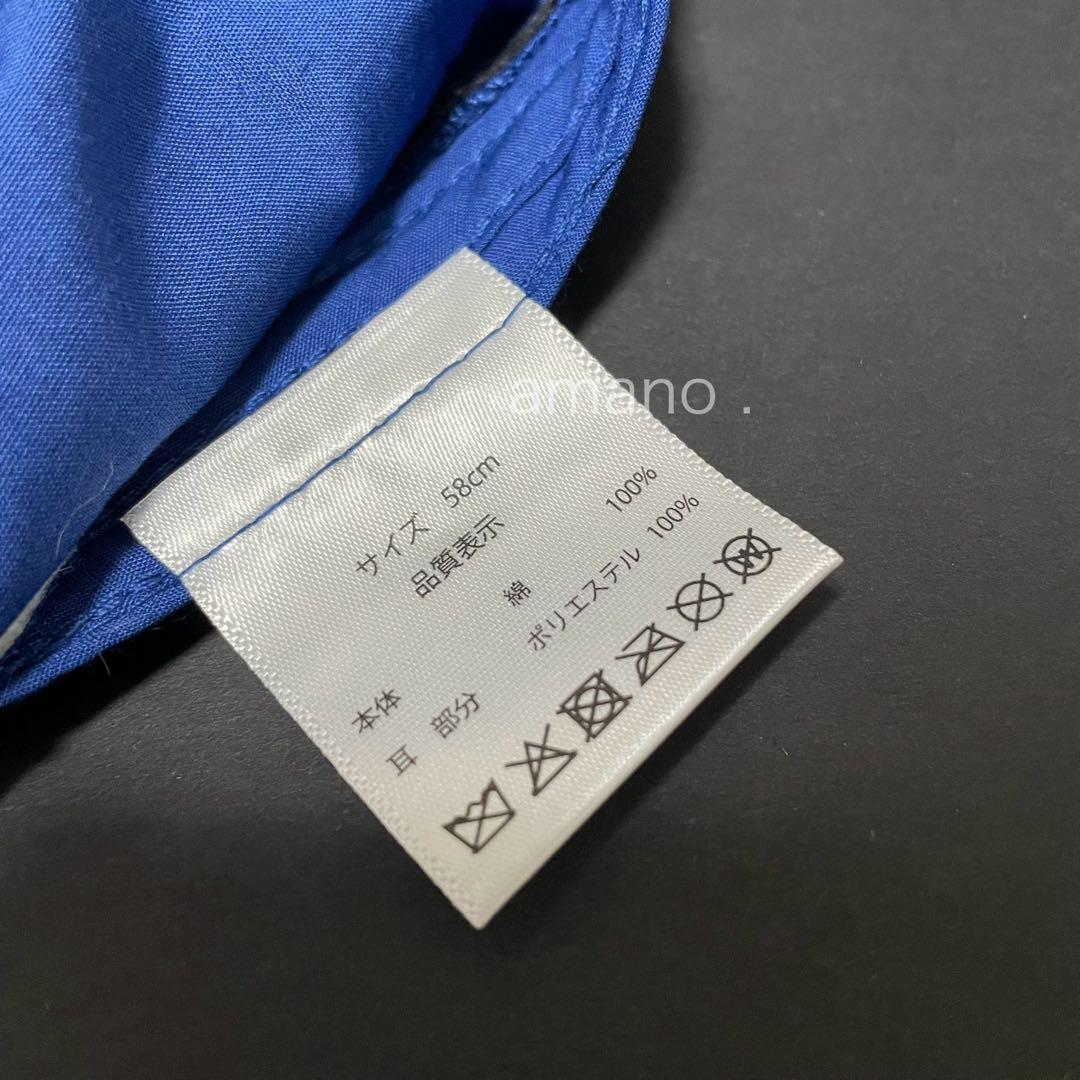 amano .
サイズ 58cm
品質表示
本体 綿 100%
耳 部分 ポリエステル 100%
W